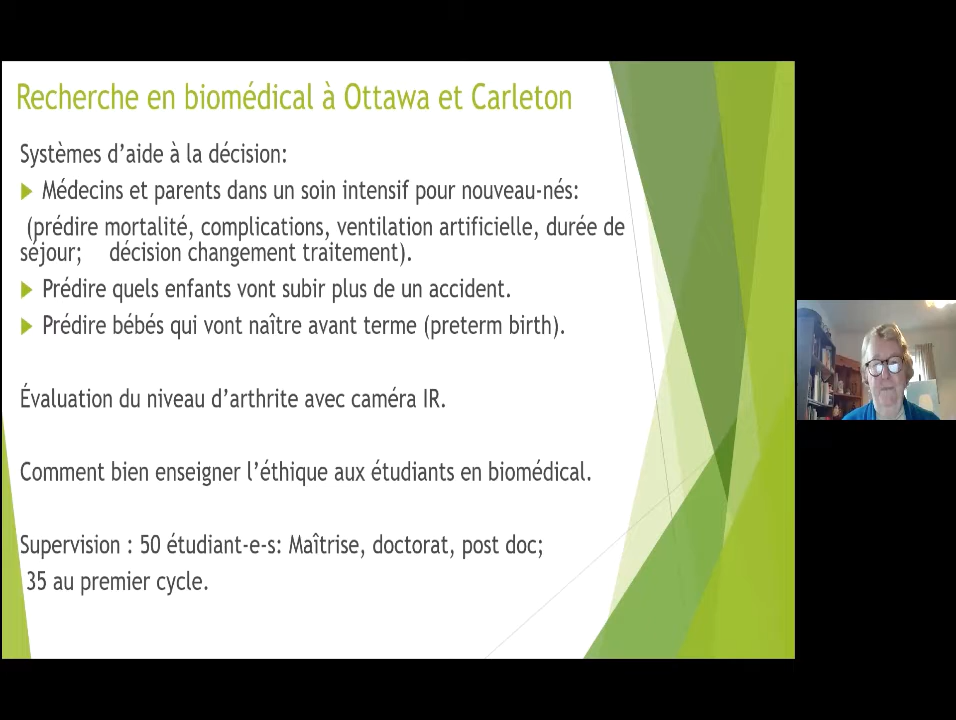 Recherche en biomédical à Ottawa et Carleton
Systèmes d’aide à la décision:
Médecins et parents dans un soin intensif pour nouveau-nés:
(prédire mortalité, complications, ventilation artificielle, durée de
séjour; décision changement traitement).
Prédire quels enfants vont subir plus de un accident.
Prédire bébés qui vont naître avant terme (preterm birth).
Évaluation du niveau d’arthrite avec caméra IR.
Comment bien enseigner l’éthique aux étudiants en biomédical.
Supervision : 50 étudiant-e-s: Maîtrise, doctorat, post doc;
35 au premier cycle.